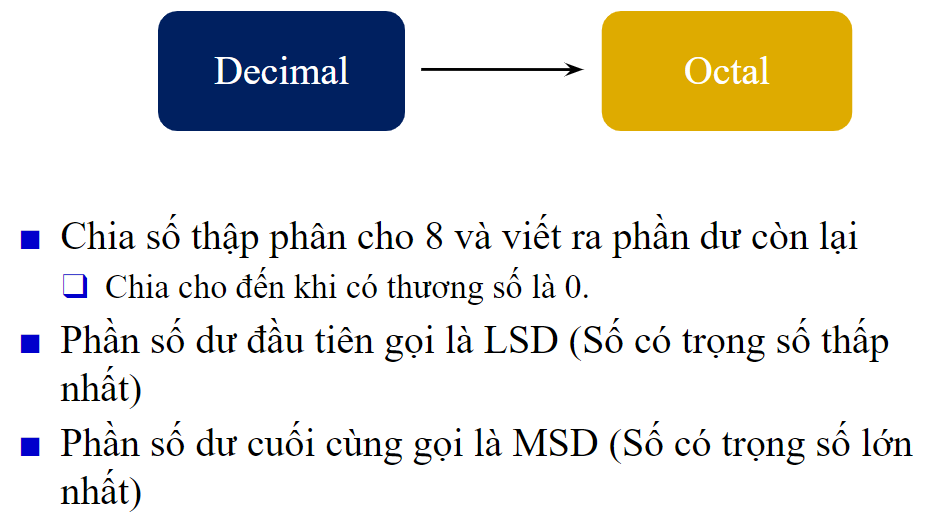 Decimal
Octal
Chia số thập phân cho 8 và viết ra phần dư còn lại
Chia cho đến khi có thương số là 0.
Phần số dư đầu tiên gọi là LSD (Số có trọng số thấp
nhất)
Phần số dư cuối cùng gọi là MSD (Số có trọng số lớn
nhất)